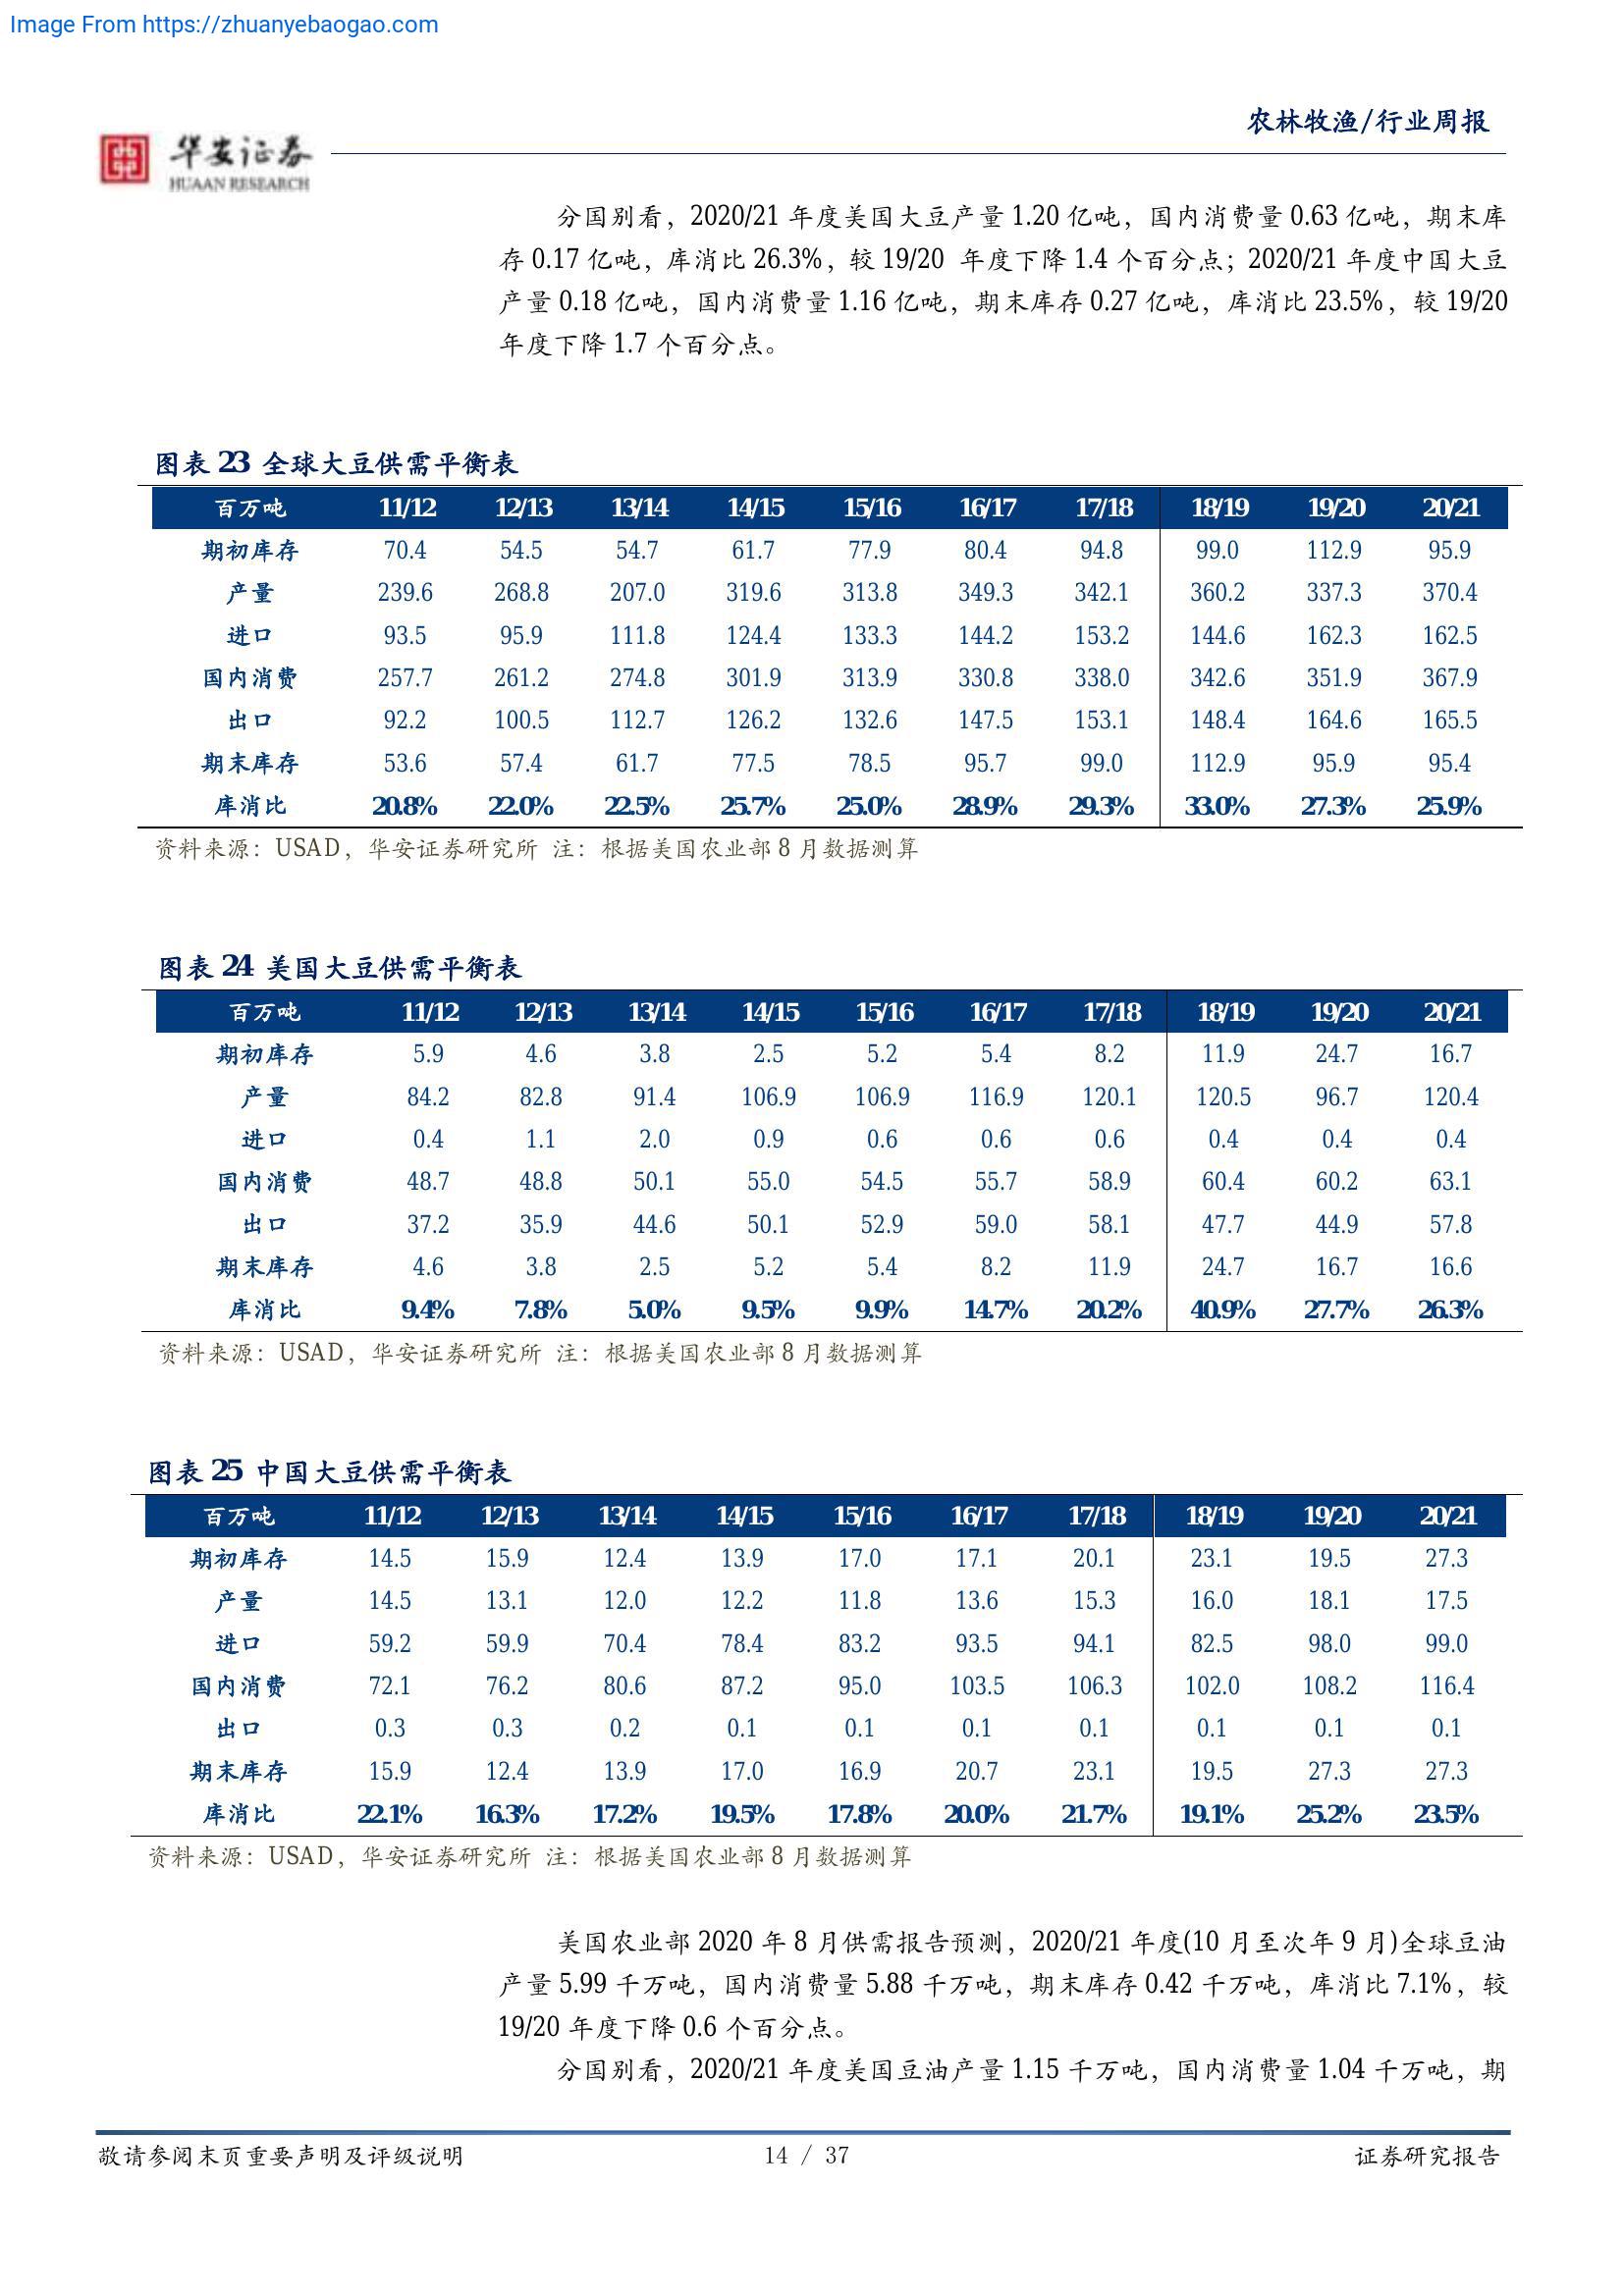 Image From https://zhuanyebaogao.com
农林牧渔/行业周报
华安证券
HUAAN RESEARCH
分国别看，2020/21 年度美国大豆产量 1.20 亿吨，国内消费量 0.63 亿吨，期末库
存 0.17 亿吨，库消比 26.3%，较 19/20 年度下降 1.4 个百分点；2020/21 年度中国大豆
产量 0.18 亿吨，国内消费量 1.16 亿吨，期末库存 0.27 亿吨，库消比 23.5%，较 19/20
年度下降 1.7 个百分点。
图表 23 全球大豆供需平衡表
百万吨 11/12 12/13 13/14 14/15 15/16 16/17 17/18 18/19 19/20 20/21
期初库存 70.4 54.5 54.7 61.7 77.9 80.4 94.8 99.0 112.9 95.9
产量 239.6 268.8 207.0 319.6 313.8 349.3 342.1 360.2 337.3 370.4
进口 93.5 95.9 111.8 124.4 133.3 144.2 153.2 144.6 162.3 162.5
国内消费 257.7 261.2 274.8 301.9 313.9 330.8 338.0 342.6 351.9 367.9
出口 92.2 100.5 112.7 126.2 132.6 147.5 153.1 148.4 164.6 165.5
期末库存 53.6 57.4 61.7 77.5 78.5 95.7 99.0 112.9 95.9 95.4
库消比 20.8% 22.0% 22.5% 25.7% 25.0% 28.9% 29.3% 33.0% 27.3% 25.9%
资料来源：USAD，华安证券研究所 注：根据美国农业部 8 月数据测算
图表 24 美国大豆供需平衡表
百万吨 11/12 12/13 13/14 14/15 15/16 16/17 17/18 18/19 19/20 20/21
期初库存 5.9 4.6 3.8 2.5 5.2 5.4 8.2 11.9 24.7 16.7
产量 84.2 82.8 91.4 106.9 106.9 116.9 120.1 120.5 96.7 120.4
进口 0.4 1.1 2.0 0.9 0.6 0.6 0.6 0.4 0.4 0.4
国内消费 48.7 48.8 50.1 55.0 54.5 55.7 58.9 60.4 60.2 63.1
出口 37.2 35.9 44.6 50.1 52.9 59.0 58.1 47.7 44.9 57.8
期末库存 4.6 3.8 2.5 5.2 5.4 8.2 11.9 24.7 16.7 16.6
库消比 9.4% 7.8% 5.0% 9.5% 9.9% 14.7% 20.2% 40.9% 27.7% 26.3%
资料来源：USAD，华安证券研究所 注：根据美国农业部 8 月数据测算
图表 25 中国大豆供需平衡表
百万吨 11/12 12/13 13/14 14/15 15/16 16/17 17/18 18/19 19/20 20/21
期初库存 14.5 15.9 12.4 13.9 17.0 17.1 20.1 23.1 19.5 27.3
产量 14.5 13.1 12.0 12.2 11.8 13.6 15.3 16.0 18.1 17.5
进口 59.2 59.9 70.4 78.4 83.2 93.5 94.1 82.5 98.0 99.0
国内消费 72.1 76.2 80.6 87.2 95.0 103.5 106.3 102.0 108.2 116.4
出口 0.3 0.3 0.2 0.1 0.1 0.1 0.1 0.1 0.1 0.1
期末库存 15.9 12.4 13.9 17.0 16.9 20.7 23.1 19.5 27.3 27.3
库消比 22.1% 16.3% 17.2% 19.5% 17.8% 20.0% 21.7% 19.1% 25.2% 23.5%
资料来源：USAD，华安证券研究所 注：根据美国农业部 8 月数据测算
美国农业部 2020 年 8 月供需报告预测，2020/21 年度(10 月至次年 9 月)全球豆油
产量 5.99 千万吨，国内消费量 5.88 千万吨，期末库存 0.42 千万吨，库消比 7.1%，较
19/20 年度下降 0.6 个百分点。
分国别看，2020/21 年度美国豆油产量 1.15 千万吨，国内消费量 1.04 千万吨，期
敬请参阅末页重要声明及评级说明 14 / 37 证券研究报告